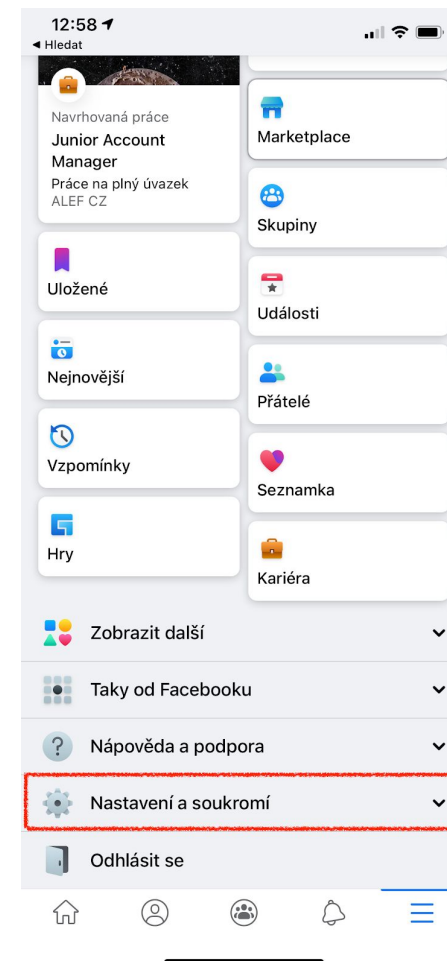 12:58
◀ Hledat
Navrhovaná práce
Junior Account
Manager
Práce na plný úvazek
ALEF CZ
Marketplace
Skupiny
Uložené
Události
Nejnovější
Přátelé
Vzpomínky
Seznamka
Hry
Kariéra
Zobrazit další
Taky od Facebooku
Nápověda a podpora
Nastavení a soukromí
Odhlásit se